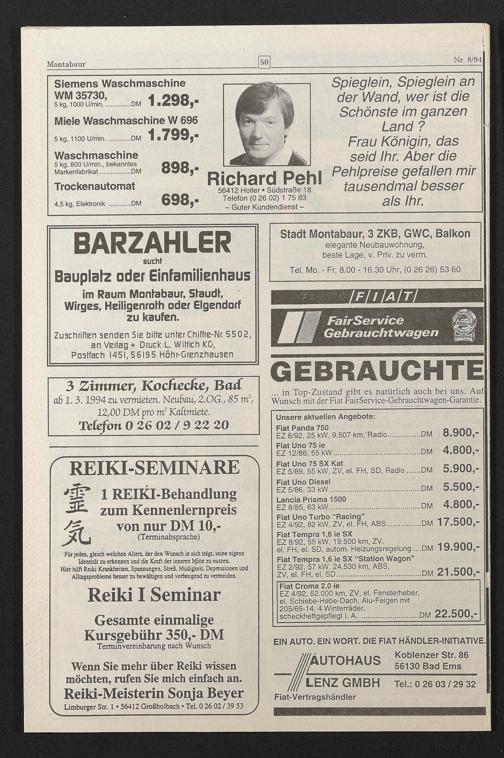 Montabaur
50
Nr. 8/94
Siemens Waschmaschine
WM 35730,
5 kg, 1000 U/min. ............DM 1.298,-
Miele Waschmaschine W 696
5 kg, 1100 U/min. ............DM 1.799,-
Waschmaschine
5 kg, 800 U/min., bekanntes
Markenfabrikat ................DM 898,-
Trockenautomat
4,5 kg, Elektronik ............DM 698,-
Richard Pehl
56412 Holler • Südstraße 18
Telefon (0 26 02) 1 75 83
– Guter Kundendienst –
Spieglein, Spieglein an
der Wand, wer ist die
Schönste im ganzen
Land ?
Frau Königin, das
seid Ihr. Aber die
Pehlpreise gefallen mir
tausendmal besser
als Ihr.
BARZAHLER
sucht
Bauplatz oder Einfamilienhaus
im Raum Montabaur, Staudt,
Wirges, Heiligenroth oder Elgendorf
zu kaufen.
Zuschriften senden Sie bitte unter Chiffre-Nr. 5502,
an Verlag + Druck L. Wittich KG,
Postfach 1451, 56195 Höhr-Grenzhausen
3 Zimmer, Kochecke, Bad
ab 1. 3. 1994 zu vermieten. Neubau, 2.OG., 85 m²,
12,00 DM pro m² Kaltmiete.
Telefon 0 26 02 / 9 22 20
REIKI-SEMINARE
靈氣
1 REIKI-Behandlung
zum Kennenlernpreis
von nur DM 10,-
(Terminabsprache)
Für jeden, gleich welchen Alters, der den Wunsch in sich trägt, seine eigene
Identität zu erkennen und die Kraft der inneren Mitte zu nutzen.
Hier hilft Reiki Krankheiten, Spannungen, Streß, Müdigkeit, Depressionen und
Alltagsprobleme besser zu bewältigen und vorbeugend zu vermeiden.
Reiki I Seminar
Gesamte einmalige
Kursgebühr 350,- DM
Terminvereinbarung nach Wunsch
Wenn Sie mehr über Reiki wissen
möchten, rufen Sie mich einfach an.
Reiki-Meisterin Sonja Beyer
Limburger Str. 1 • 56412 Großholbach • Tel. 0 26 02 / 39 53
Stadt Montabaur, 3 ZKB, GWC, Balkon
elegante Neubauwohnung,
beste Lage, v. Priv. zu verm.
Tel. Mo. - Fr. 8.00 - 16.30 Uhr, (0 26 26) 53 60
FIAT
FairService
Gebrauchtwagen
GEBRAUCHTE
... in Top-Zustand gibt es natürlich auch bei uns. Auf
Wunsch mit der Fiat FairService-Gebrauchtwagen-Garantie.
Unsere aktuellen Angebote:
Fiat Panda 750
EZ 8/92, 25 kW, 9.507 km, Radio ............DM 8.900,-
Fiat Uno 75 ie
EZ 12/86, 55 kW ............DM 4.800,-
Fiat Uno 75 SX Kat
EZ 5/89, 55 kW, ZV, el. FH, SD, Radio ......DM 5.900,-
Fiat Uno Diesel
EZ 5/86, 33 kW ............DM 5.500,-
Lancia Prisma 1500
EZ 8/85, 63 kW ............DM 4.800,-
Fiat Uno Turbo "Racing"
EZ 4/92, 82 kW, ZV, el. FH, ABS ............DM 17.500,-
Fiat Tempra 1,6 ie SX
EZ 8/92, 55 kW, 19.500 km, ZV,
el. FH, el. SD, autom. Heizungsregelung ....DM 19.900,-
Fiat Tempra 1,6 ie SX "Station Wagon"
EZ 2/92, 57 kW, 24.530 km, ABS,
ZV, el. FH, el. SD ............DM 21.500,-
Fiat Croma 2,0 ie
EZ 4/92, 52.000 km, ZV, el. Fensterheber,
el. Schiebe-Hebe-Dach, Alu-Felgen mit
205/65-14, 4 Winterräder,
scheckheftgepflegt i. A. ............DM 22.500,-
EIN AUTO. EIN WORT. DIE FIAT HÄNDLER-INITIATIVE.
AUTOHAUS
LENZ GMBH
Fiat-Vertragshändler
Koblenzer Str. 86
56130 Bad Ems
Tel.: 0 26 03 / 29 32